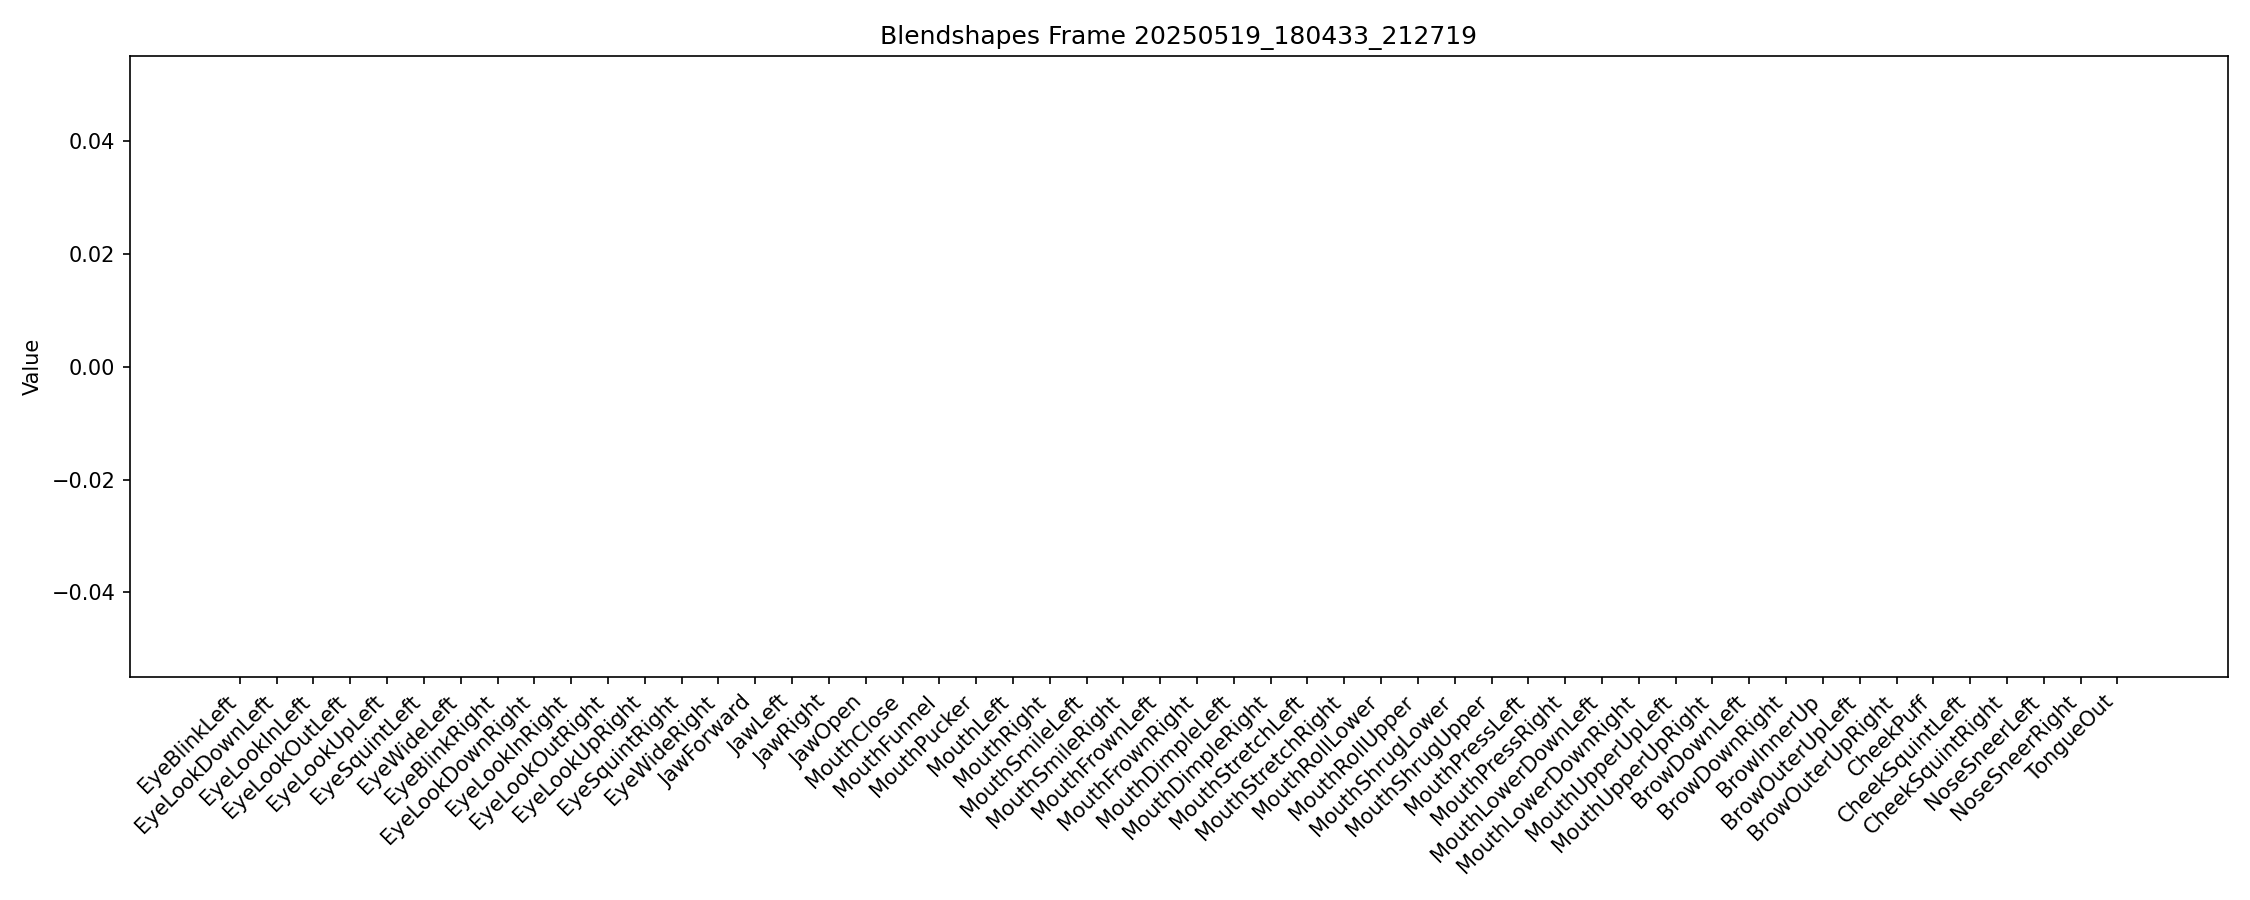 Blendshapes Frame 20250519_180433_212719
Value
0.04
0.02
0.00
−0.02
−0.04
EyeBlinkLeft
EyeLookDownLeft
EyeLookInLeft
EyeLookOutLeft
EyeLookUpLeft
EyeSquintLeft
EyeWideLeft
EyeBlinkRight
EyeLookDownRight
EyeLookInRight
EyeLookOutRight
EyeLookUpRight
EyeSquintRight
EyeWideRight
JawForward
JawLeft
JawRight
JawOpen
MouthClose
MouthFunnel
MouthPucker
MouthLeft
MouthRight
MouthSmileLeft
MouthSmileRight
MouthFrownLeft
MouthFrownRight
MouthDimpleLeft
MouthDimpleRight
MouthStretchLeft
MouthStretchRight
MouthRollLower
MouthRollUpper
MouthShrugLower
MouthShrugUpper
MouthPressLeft
MouthPressRight
MouthLowerDownLeft
MouthLowerDownRight
MouthUpperUpLeft
MouthUpperUpRight
BrowDownLeft
BrowDownRight
BrowInnerUp
BrowOuterUpLeft
BrowOuterUpRight
CheekPuff
CheekSquintLeft
CheekSquintRight
NoseSneerLeft
NoseSneerRight
TongueOut